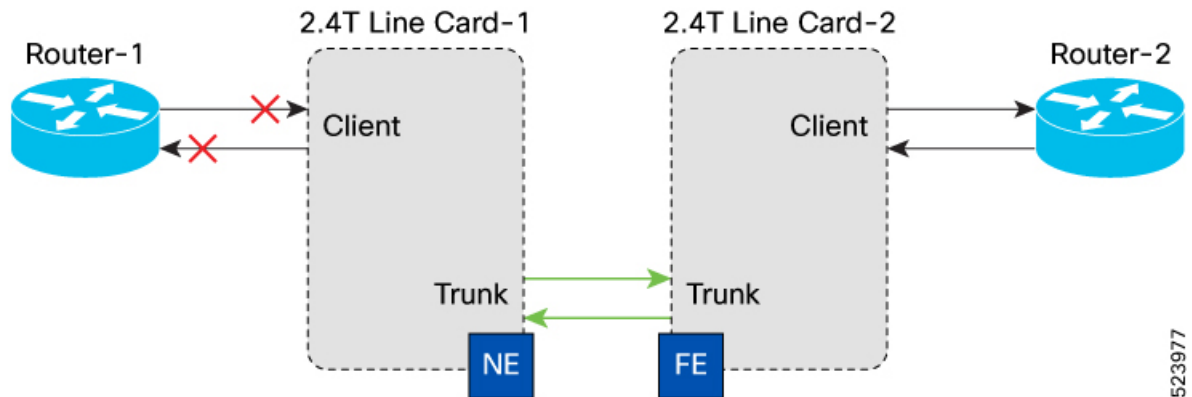 2.4T Line Card-1
2.4T Line Card-2
Router-1
Router-2
Client
Client
Trunk
Trunk
NE
FE
523977